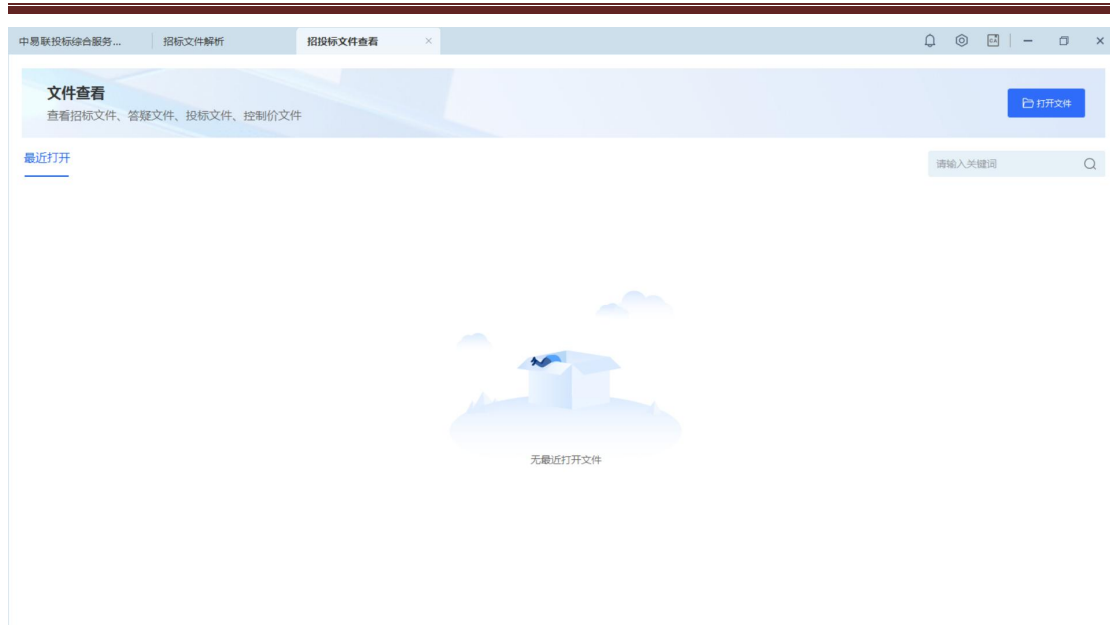 中易联投标综合服务...
招标文件解析
招投标文件查看
文件查看
查看招标文件、答疑文件、投标文件、控制价文件
打开文件
最近打开
请输入关键词
无最近打开文件